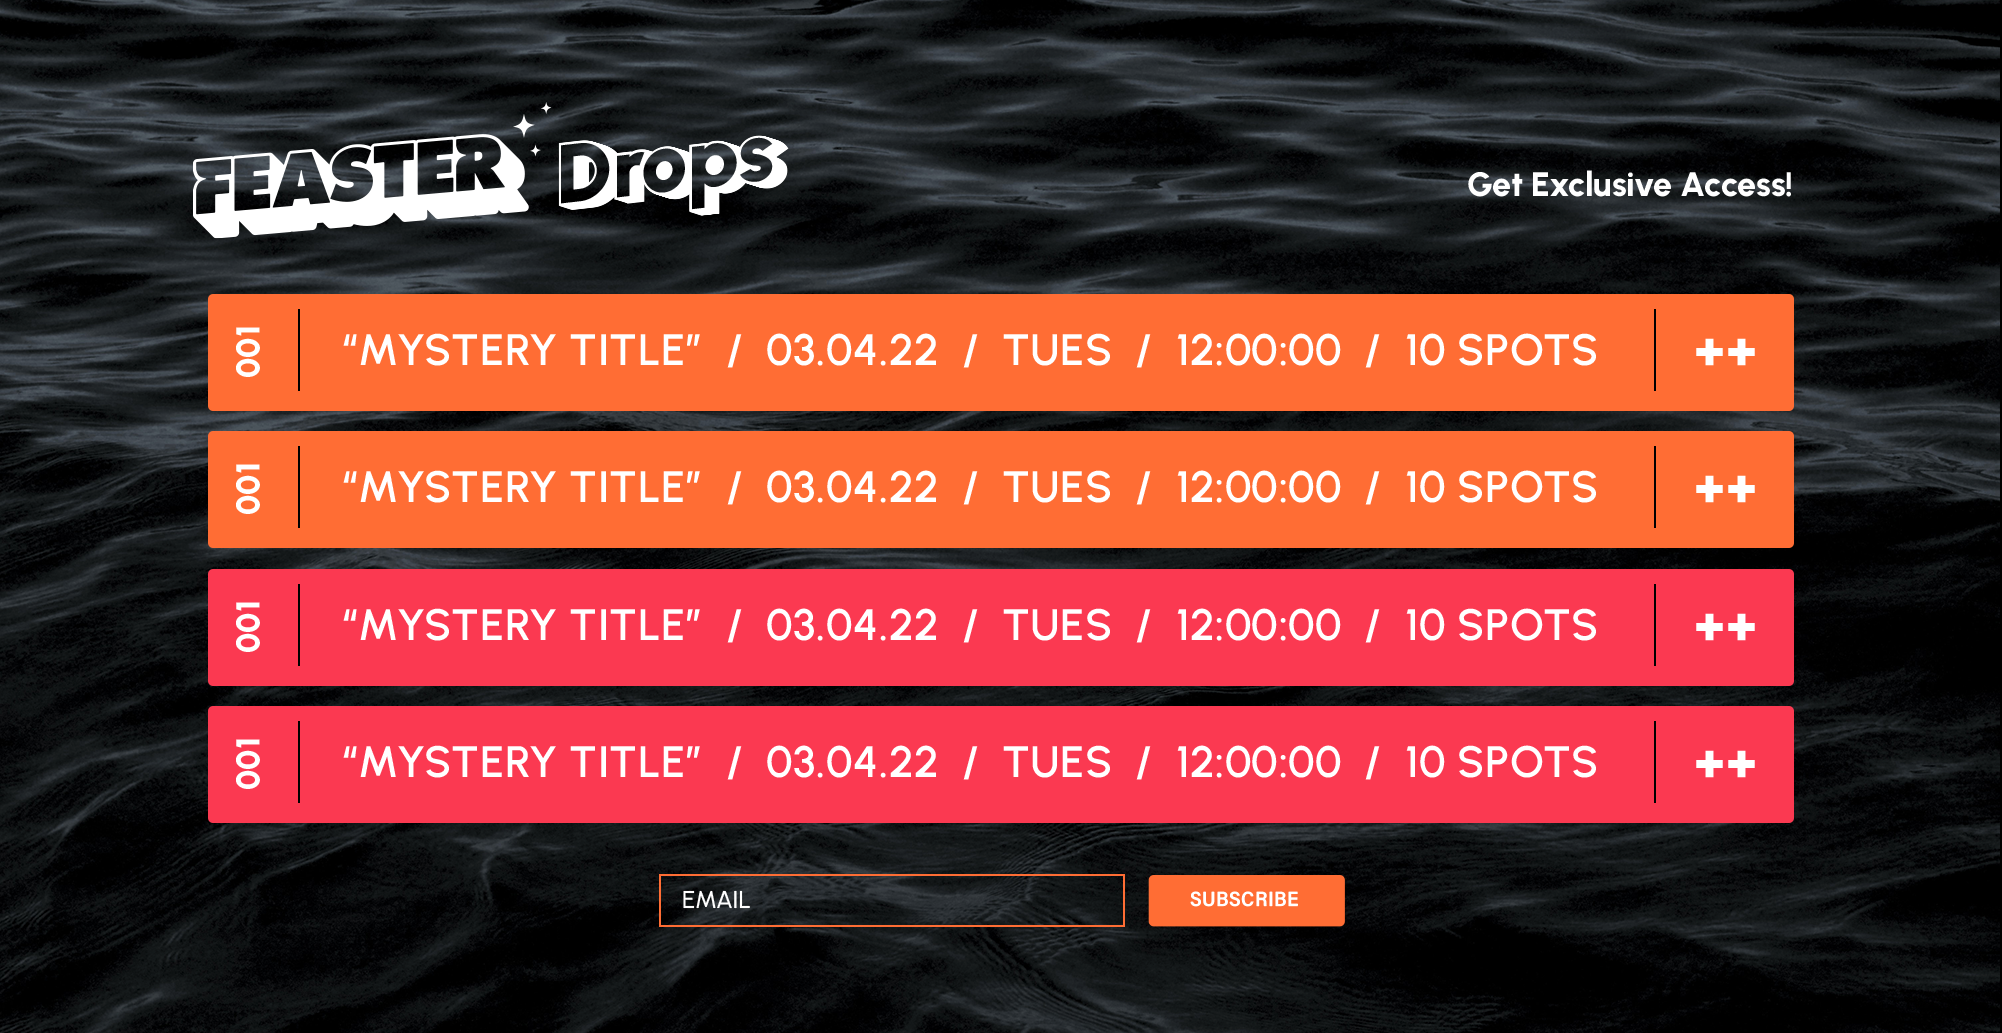 FEASTER Drops
Get Exclusive Access!
001 “MYSTERY TITLE” / 03.04.22 / TUES / 12:00:00 / 10 SPOTS ++
001 “MYSTERY TITLE” / 03.04.22 / TUES / 12:00:00 / 10 SPOTS ++
001 “MYSTERY TITLE” / 03.04.22 / TUES / 12:00:00 / 10 SPOTS ++
001 “MYSTERY TITLE” / 03.04.22 / TUES / 12:00:00 / 10 SPOTS ++
EMAIL SUBSCRIBE